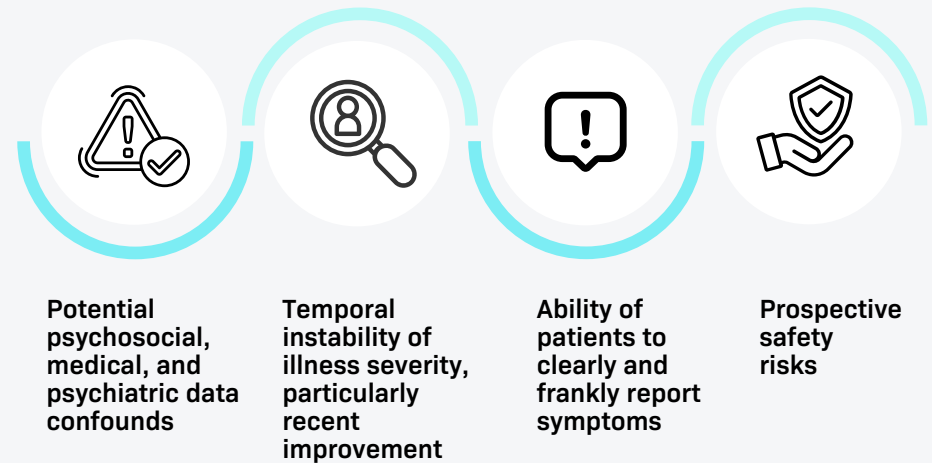 Potential
psychosocial,
medical, and
psychiatric data
confounds
Temporal
instability of
illness severity,
particularly
recent
improvement
Ability of
patients to
clearly and
frankly report
symptoms
Prospective
safety
risks